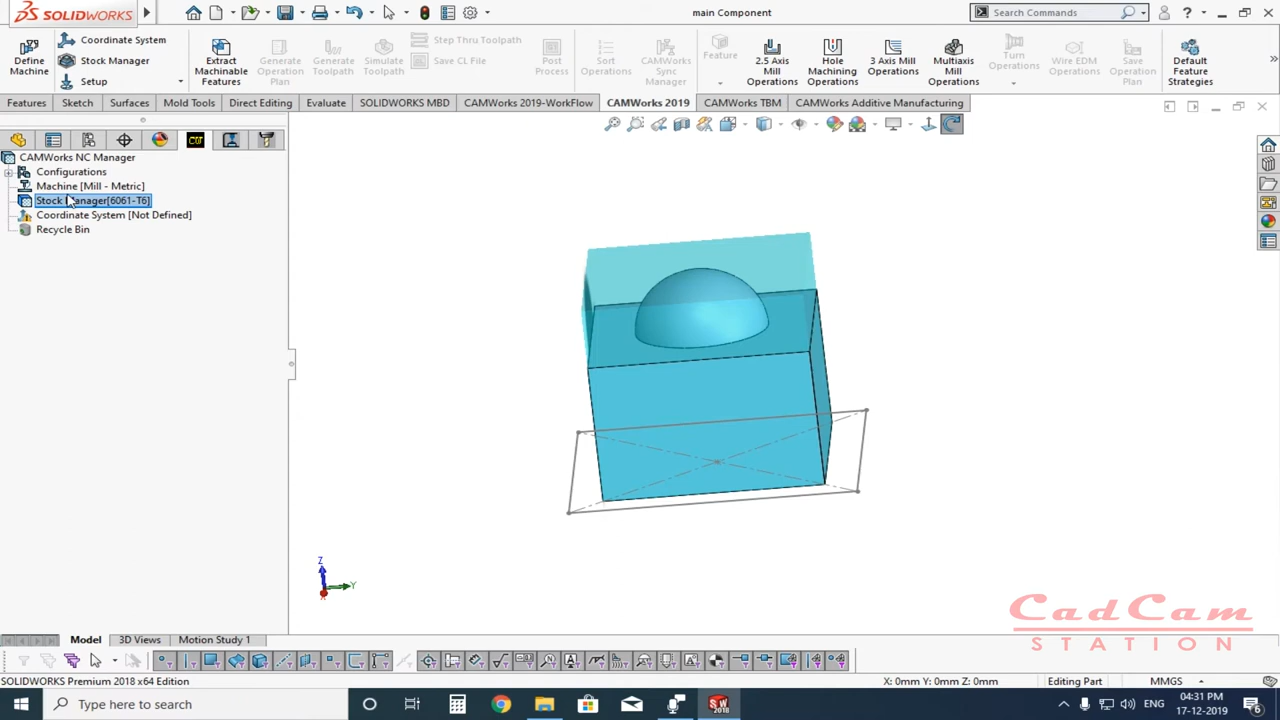 SOLIDWORKS
main Component
Search Commands
Define Machine
Coordinate System
Stock Manager
Setup
Extract Machinable Features
Generate Operation Plan
Generate Toolpath
Simulate Toolpath
Step Thru Toolpath
Save CL File
Post Process
Sort Operations
CAMWorks Sync Manager
Feature
2.5 Axis Mill Operations
Hole Machining Operations
3 Axis Mill Operations
Multiaxis Mill Operations
Turn Operations
Wire EDM Operations
Save Operation Plan
Default Feature Strategies
Features
Sketch
Surfaces
Mold Tools
Direct Editing
Evaluate
SOLIDWORKS MBD
CAMWorks 2019-WorkFlow
CAMWorks 2019
CAMWorks TBM
CAMWorks Additive Manufacturing
CAMWorks NC Manager
Configurations
Machine [Mill - Metric]
Stock Manager[6061-T6]
Coordinate System [Not Defined]
Recycle Bin
Z
Y
CadCam
STATION
Model
3D Views
Motion Study 1
SOLIDWORKS Premium 2018 x64 Edition
X: 0mm Y: 0mm Z: 0mm
Editing Part
MMGS
Type here to search
ENG
04:31 PM
17-12-2019